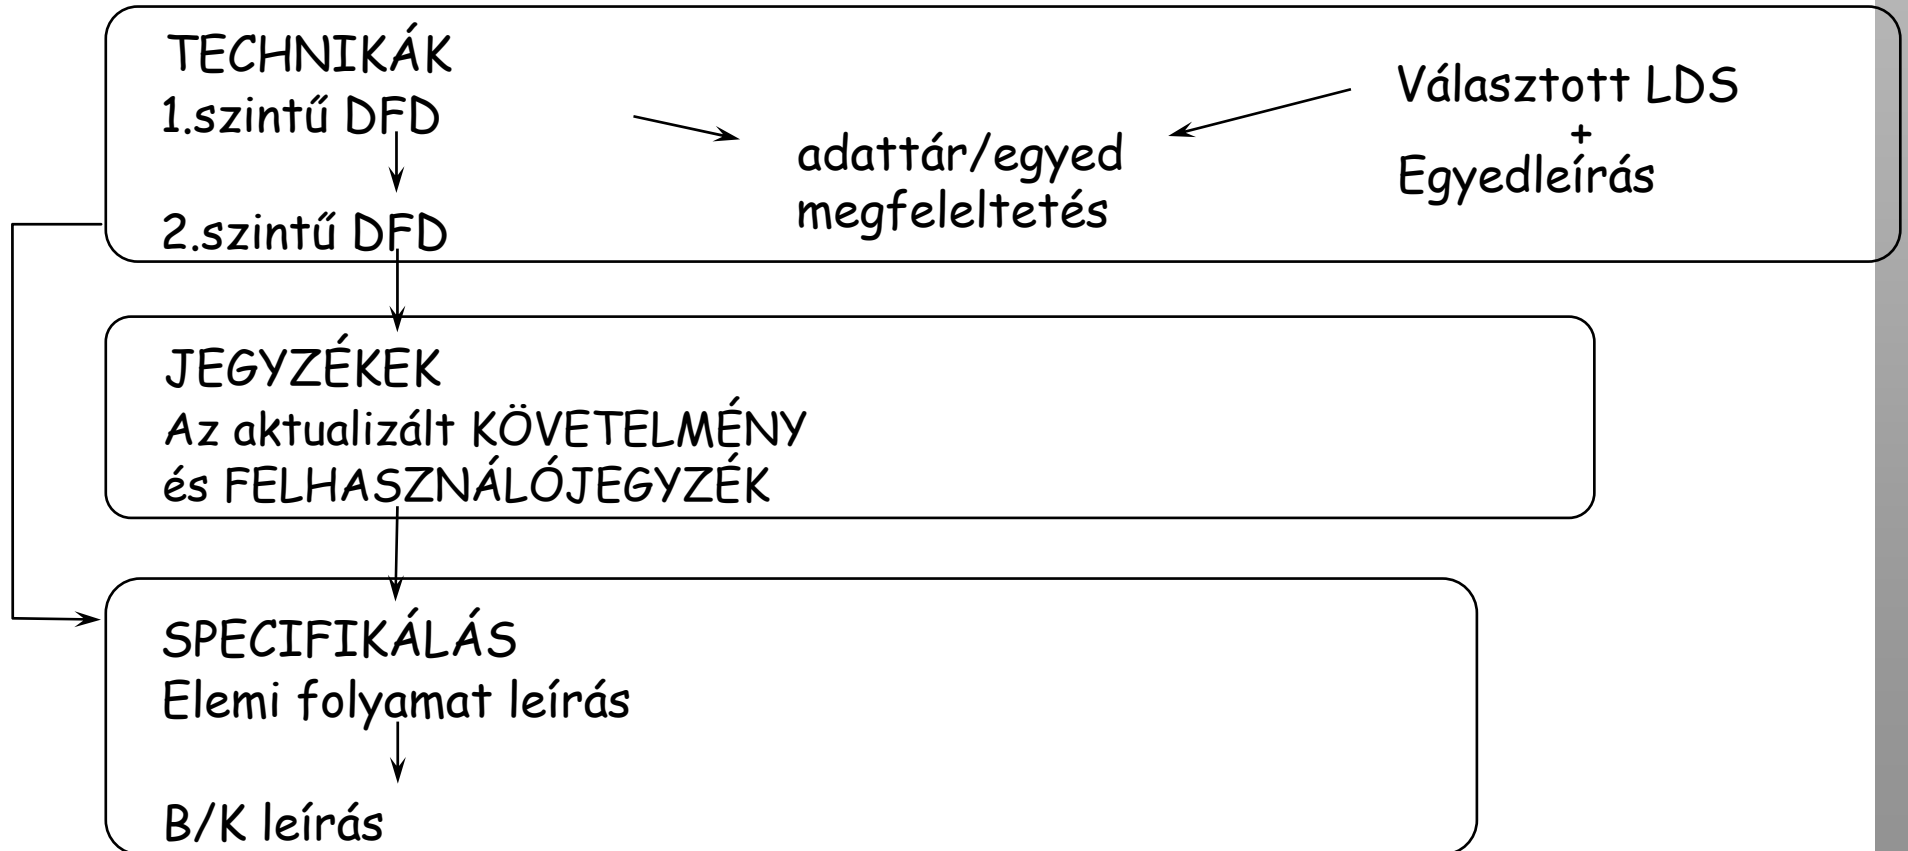 TECHNIKÁK
1.szintű DFD
2.szintű DFD
adattár/egyed
megfeleltetés
Választott LDS
+
Egyedleírás
JEGYZÉKEK
Az aktualizált KÖVETELMÉNY
és FELHASZNÁLÓJEGYZÉK
SPECIFIKÁLÁS
Elemi folyamat leírás
B/K leírás